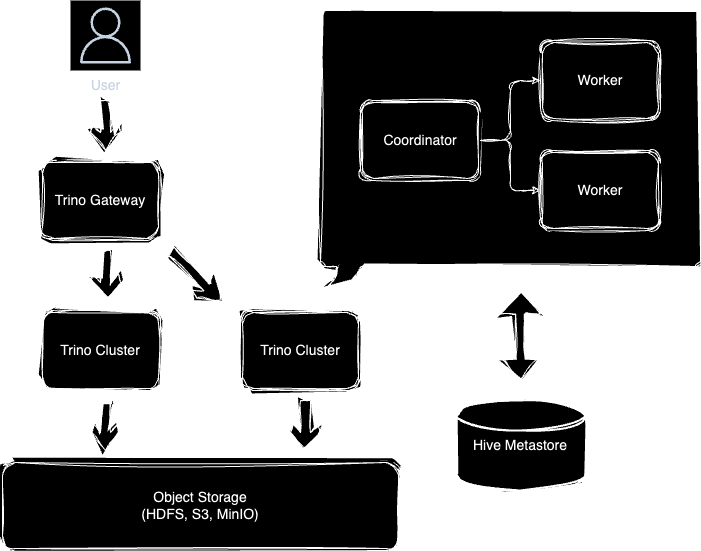 User
Trino Gateway
Trino Cluster
Trino Cluster
Object Storage
(HDFS, S3, MinIO)
Coordinator
Worker
Worker
Hive Metastore